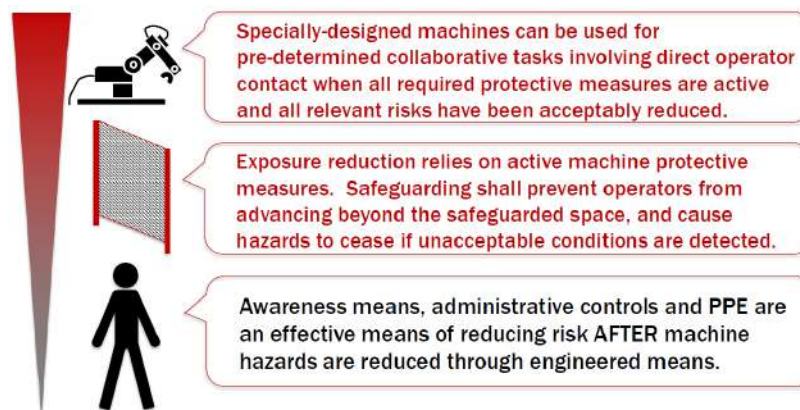 Specially-designed machines can be used for
pre-determined collaborative tasks involving direct operator
contact when all required protective measures are active
and all relevant risks have been acceptably reduced.
Exposure reduction relies on active machine protective
measures. Safeguarding shall prevent operators from
advancing beyond the safeguarded space, and cause
hazards to cease if unacceptable conditions are detected.
Awareness means, administrative controls and PPE are
an effective means of reducing risk AFTER machine
hazards are reduced through engineered means.